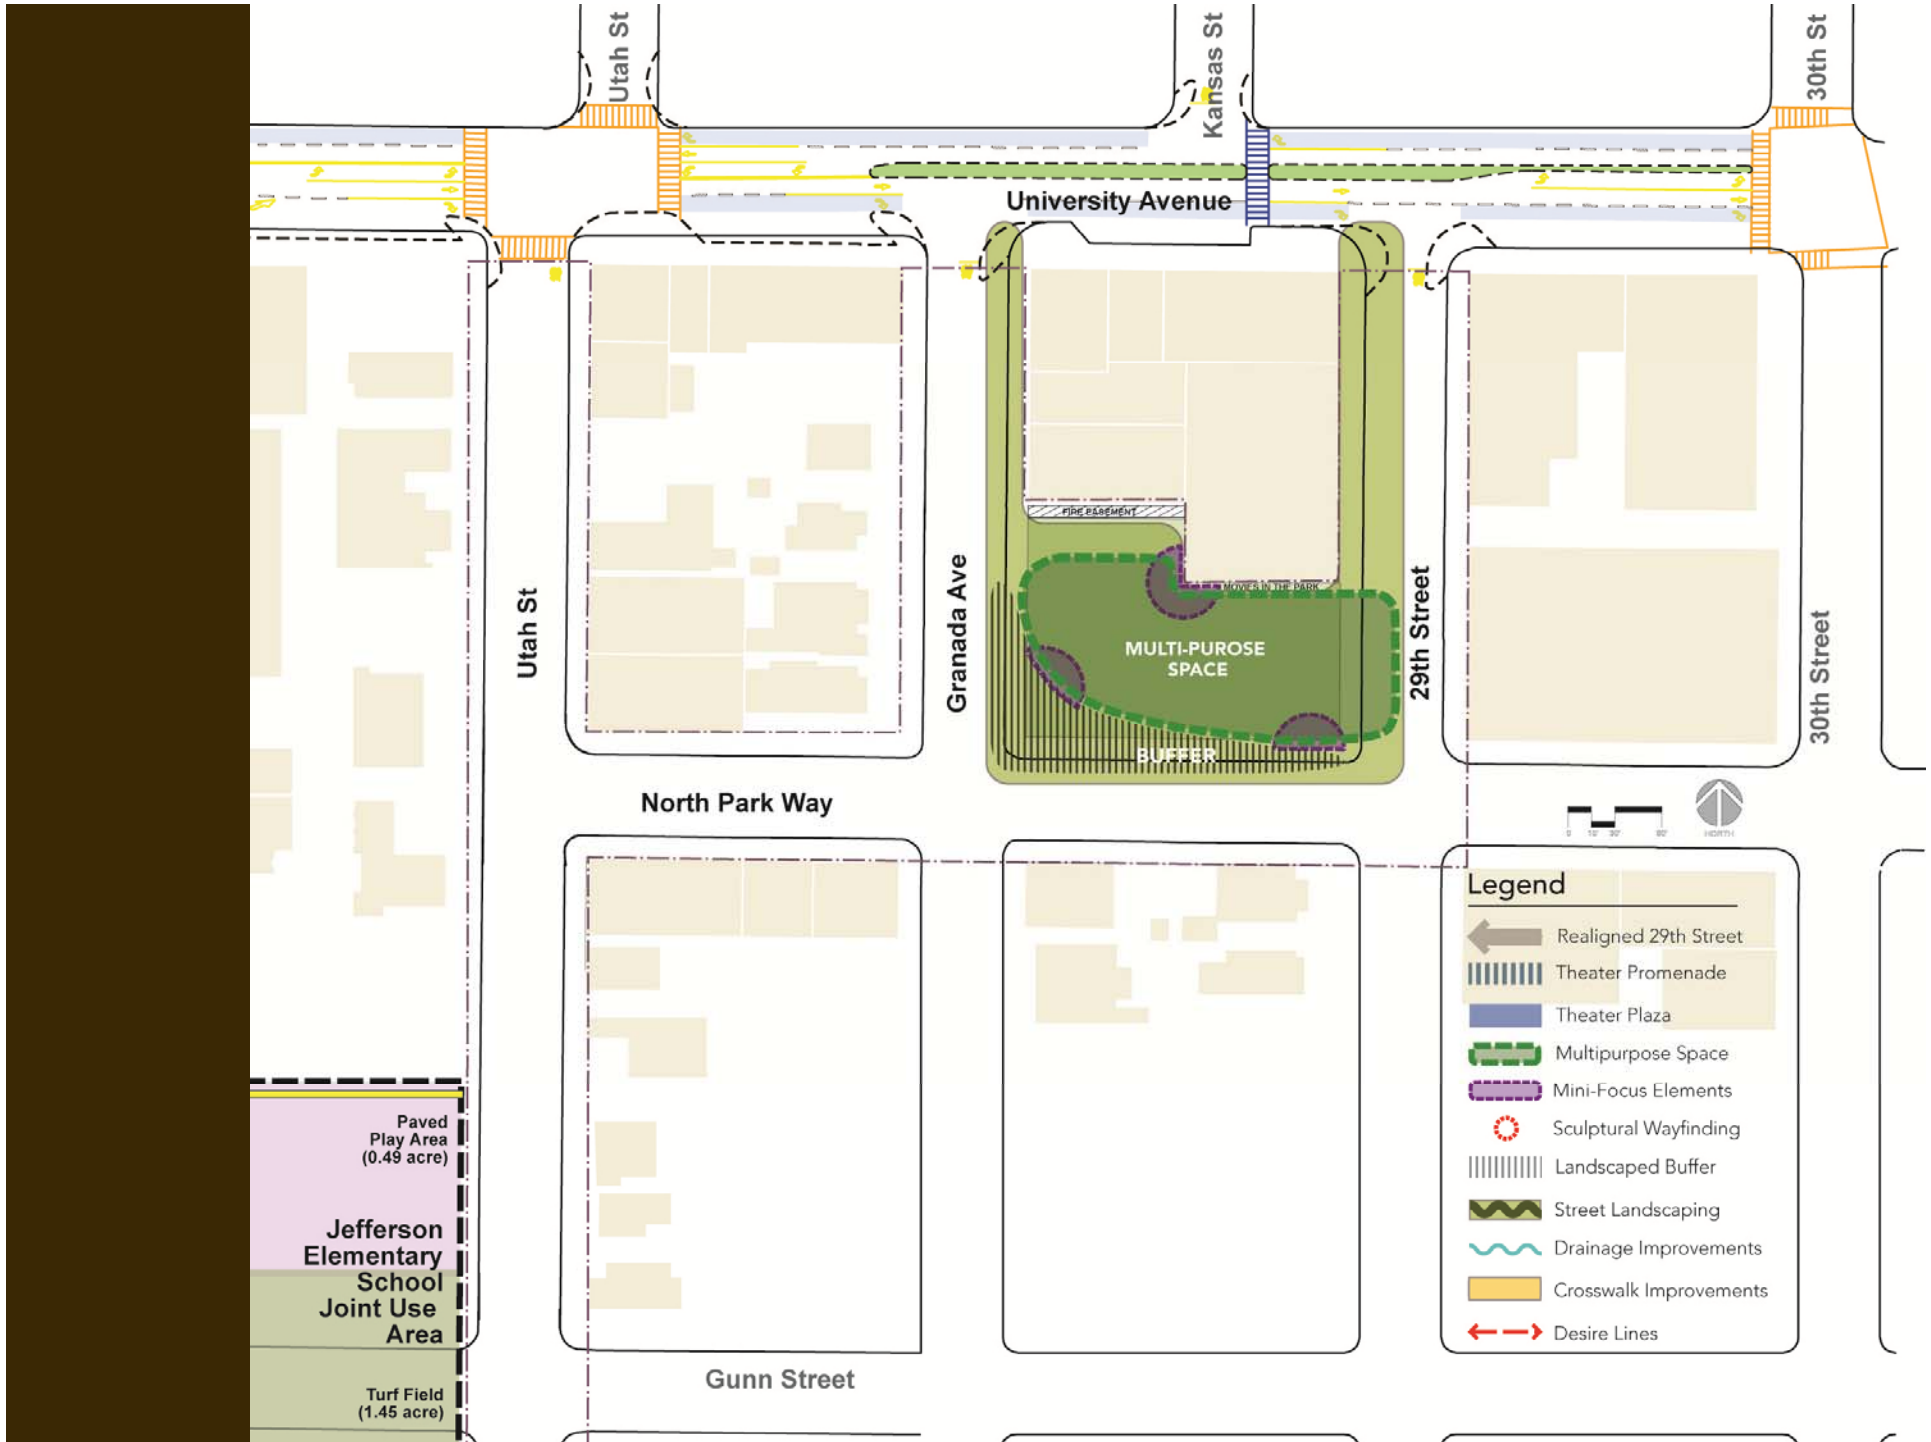 Utah St
Kansas St
30th St
University Avenue
FIRE EASEMENT
MOVIES IN THE PARK
MULTI-PUROSE
SPACE
BUFFER
Utah St
Granada Ave
29th Street
30th Street
North Park Way
NORTH
Legend
Realigned 29th Street
Theater Promenade
Theater Plaza
Multipurpose Space
Mini-Focus Elements
Sculptural Wayfinding
Landscaped Buffer
Street Landscaping
Drainage Improvements
Crosswalk Improvements
Desire Lines
Paved
Play Area
(0.49 acre)
Jefferson
Elementary
School
Joint Use
Area
Turf Field
(1.45 acre)
Gunn Street